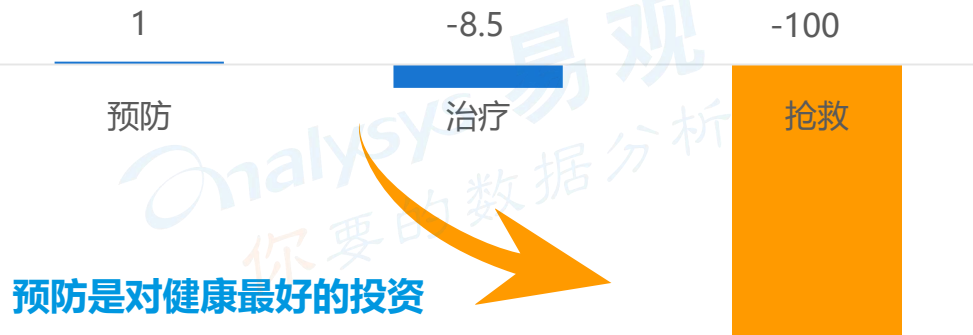 1 -8.5 -100
预防 治疗 抢救
nalysys易观
你要的数据分析
预防是对健康最好的投资